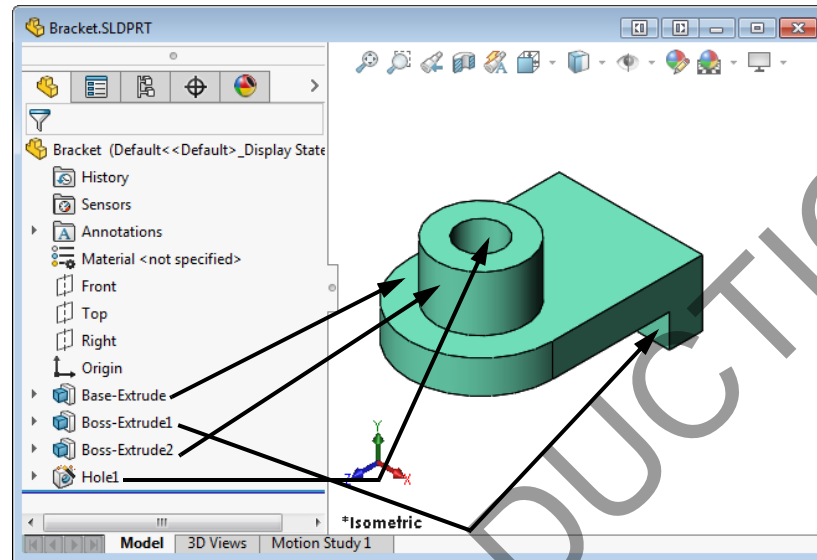 Bracket.SLDPRT
Bracket (Default<<Default>_Display State
History
Sensors
A Annotations
Material <not specified>
Front
Top
Right
Origin
Base-Extrude
Boss-Extrude1
Boss-Extrude2
Hole1
Y
Z X
*Isometric
Model 3D Views Motion Study 1
DUCTIO